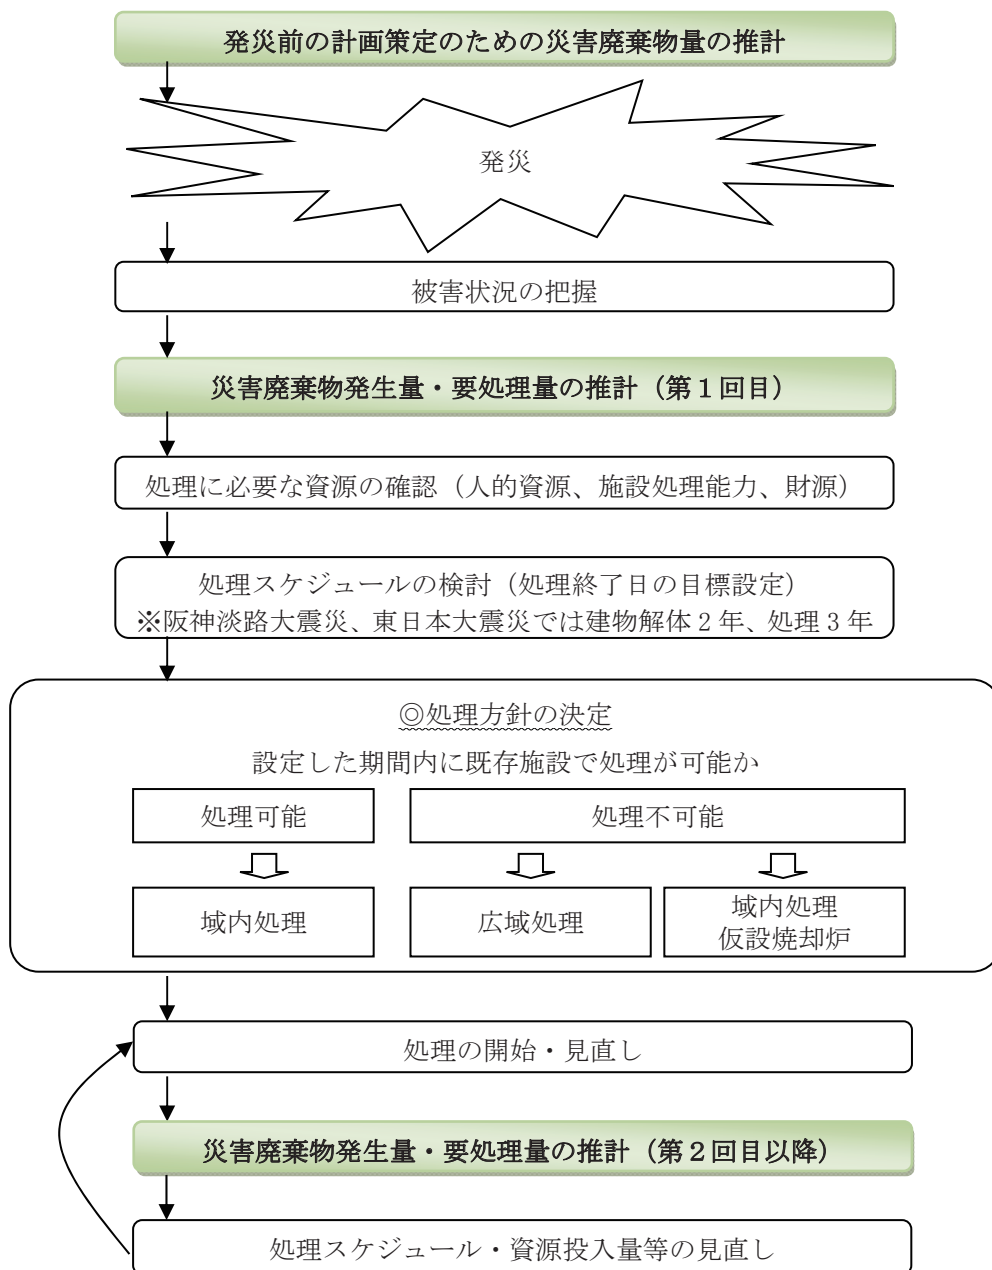 発災前の計画策定のための災害廃棄物量の推計
発災
被害状況の把握
災害廃棄物発生量・要処理量の推計（第１回目）
処理に必要な資源の確認（人的資源、施設処理能力、財源）
処理スケジュールの検討（処理終了日の目標設定）
※阪神淡路大震災、東日本大震災では建物解体２年、処理３年
◎処理方針の決定
設定した期間内に既存施設で処理が可能か
処理可能
処理不可能
域内処理
広域処理
域内処理
仮設焼却炉
処理の開始・見直し
災害廃棄物発生量・要処理量の推計（第２回目以降）
処理スケジュール・資源投入量等の見直し